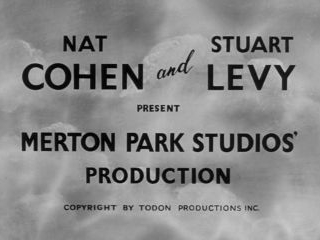 NAT STUART
COHEN and LEVY
PRESENT
MERTON PARK STUDIOS'
PRODUCTION
COPYRIGHT BY TODON PRODUCTIONS INC.